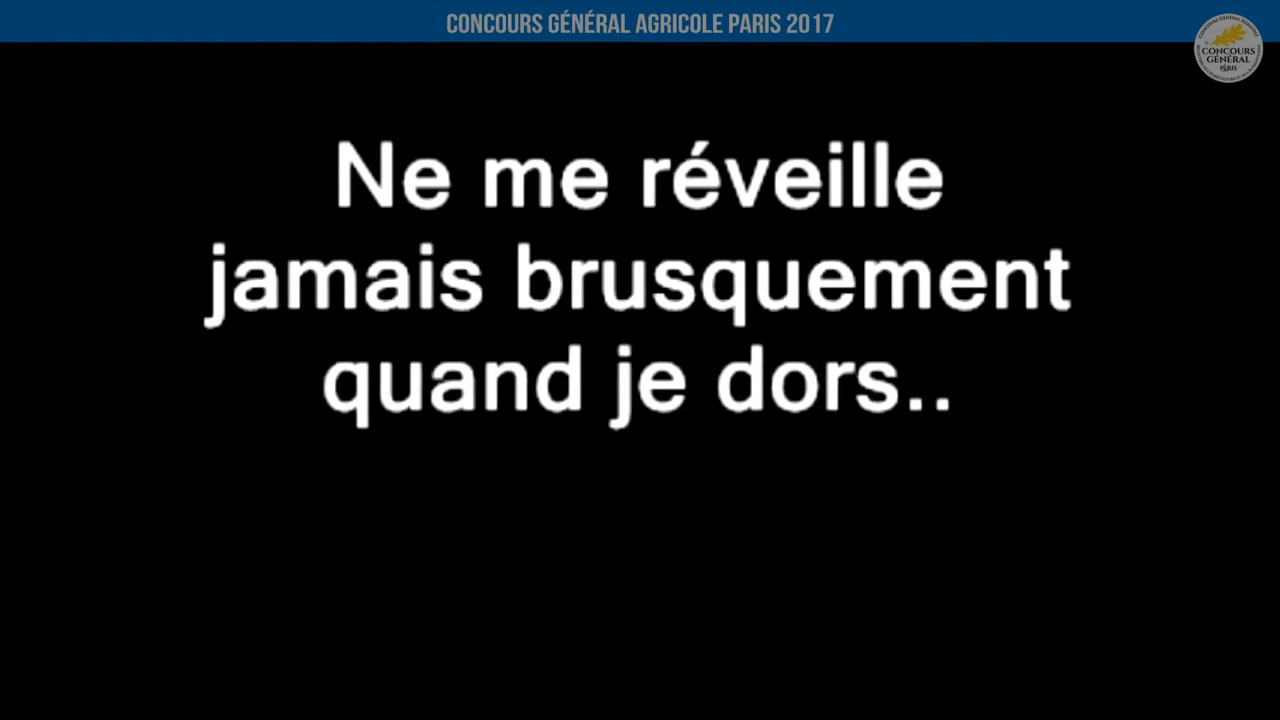 CONCOURS GÉNÉRAL AGRICOLE PARIS 2017
CONCOURS
GÉNÉRAL
PARIS
Ne me réveille
jamais brusquement
quand je dors..